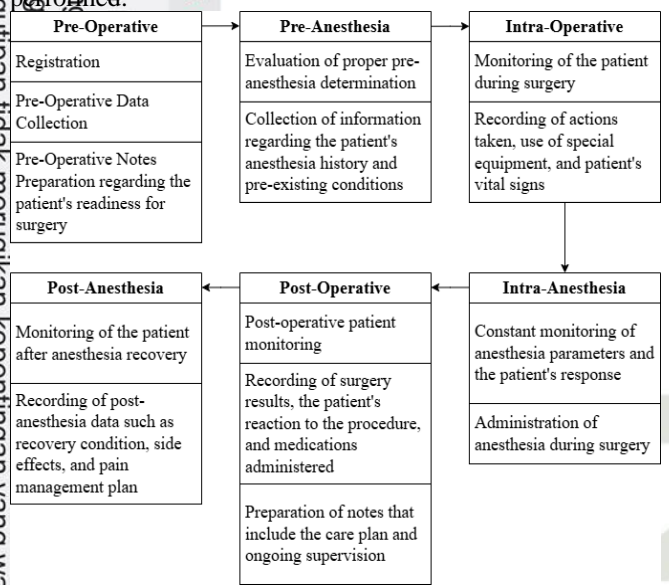 performed.
Pre-Operative
Registration
Pre-Operative Data
Collection
Pre-Operative Notes
Preparation regarding the
patient's readiness for
surgery
Pre-Anesthesia
Evaluation of proper pre-
anesthesia determination
Collection of information
regarding the patient's
anesthesia history and
pre-existing conditions
Intra-Operative
Monitoring of the patient
during surgery
Recording of actions
taken, use of special
equipment, and patient's
vital signs
Post-Anesthesia
Monitoring of the patient
after anesthesia recovery
Recording of post-
anesthesia data such as
recovery condition, side
effects, and pain
management plan
Post-Operative
Post-operative patient
monitoring
Recording of surgery
results, the patient's
reaction to the procedure,
and medications
administered
Preparation of notes that
include the care plan and
ongoing supervision
Intra-Anesthesia
Constant monitoring of
anesthesia parameters and
the patient's response
Administration of
anesthesia during surgery
tidak merugikan kepentingan yang